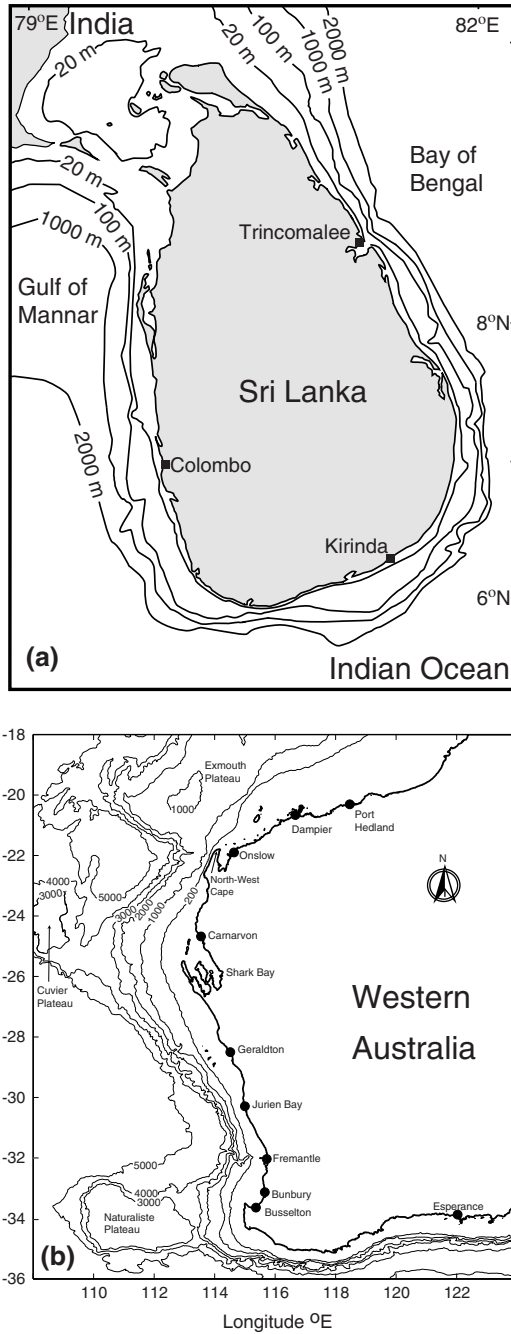 79°E
India
82°E
20 m
20 m
100 m
1000 m
2000 m
Bay of
Bengal
20 m
100 m
1000 m
Trincomalee
Gulf of
Mannar
8°N
Sri Lanka
2000 m
Colombo
Kirinda
6°N
(a)
Indian Ocean
-18
Exmouth
Plateau
1000
-20
Port
Hedland
Dampier
Onslow
-22
North-West
Cape
4000
3000
5000
3000
2000
1000
200
N
-24
Carnarvon
Shark Bay
-26
Cuvier
Plateau
Western
Australia
-28
Geraldton
-30
Jurien Bay
5000
Fremantle
-32
4000
3000
Bunbury
Busselton
Esperance
Naturaliste
Plateau
-34
(b)
-36
110
112
114
116
118
120
122
Longitude °E